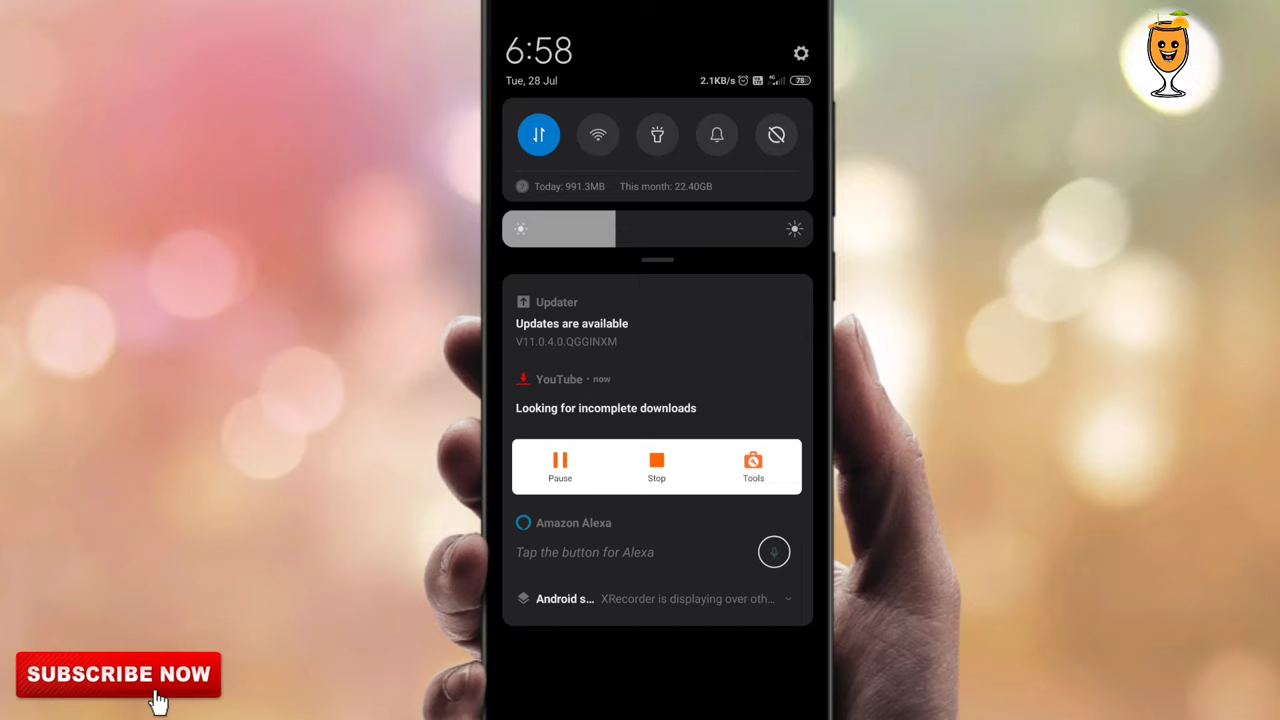 6:58
Tue, 28 Jul
2.1KB/s 4G 78
Today: 991.3MB This month: 22.40GB
Updater
Updates are available
V11.0.4.0.QGGINXM
YouTube • now
Looking for incomplete downloads
Pause Stop Tools
Amazon Alexa
Tap the button for Alexa
Android s... XRecorder is displaying over oth...
SUBSCRIBE NOW